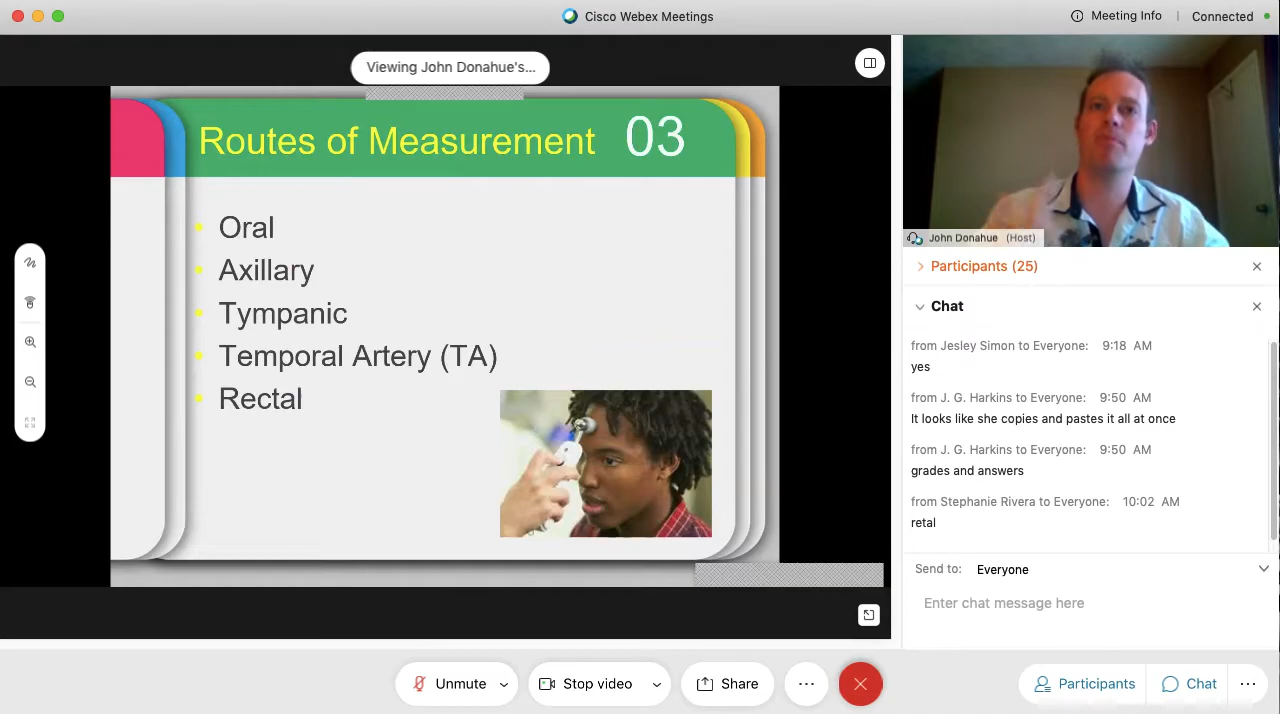 Cisco Webex Meetings
Meeting Info
Connected
Viewing John Donahue's...
Routes of Measurement 03
Oral
Axillary
Tympanic
Temporal Artery (TA)
Rectal
John Donahue (Host)
Participants (25)
Chat
from Jesley Simon to Everyone: 9:18 AM
yes
from J. G. Harkins to Everyone: 9:50 AM
It looks like she copies and pastes it all at once
from J. G. Harkins to Everyone: 9:50 AM
grades and answers
from Stephanie Rivera to Everyone: 10:02 AM
retal
Send to: Everyone
Enter chat message here
Unmute
Stop video
Share
Participants
Chat